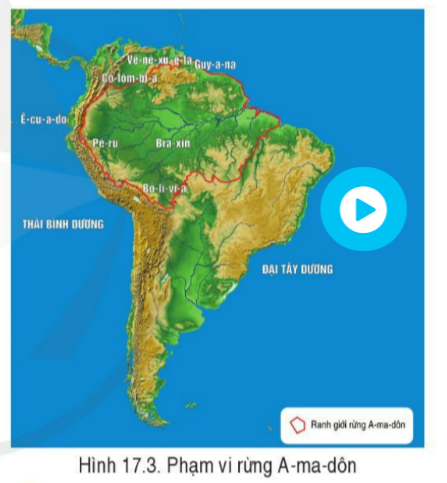 Vê-nê-xu-ê-la
Guy-a-na
Cô-lôm-bi-a
Ê-cu-a-do
Pê-ru
Bra-xin
Bô-li-vi-a
THÁI BÌNH DƯƠNG
ĐẠI TÂY DƯƠNG
Ranh giới rừng A-ma-dôn
Hình 17.3. Phạm vi rừng A-ma-dôn